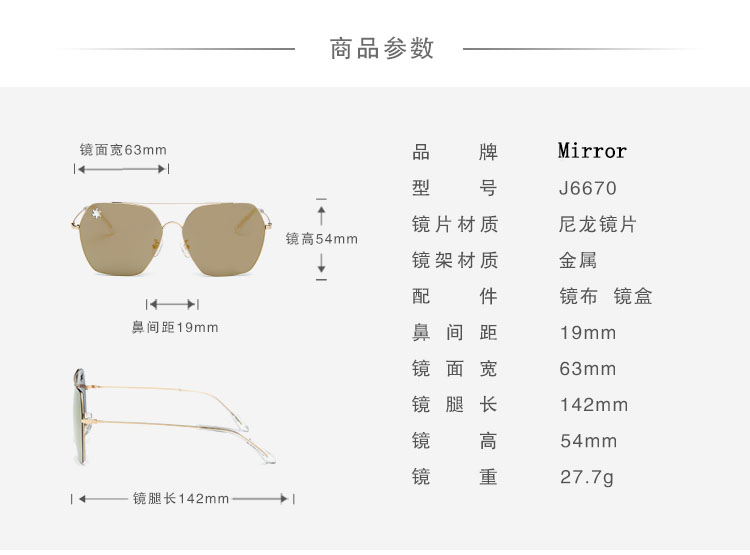 商品参数
镜面宽63mm
镜高54mm
鼻间距19mm
镜腿长142mm
品牌 Mirror
型号 J6670
镜片材质 尼龙镜片
镜架材质 金属
配件 镜布 镜盒
鼻间距 19mm
镜面宽 63mm
镜腿长 142mm
镜高 54mm
镜重 27.7g